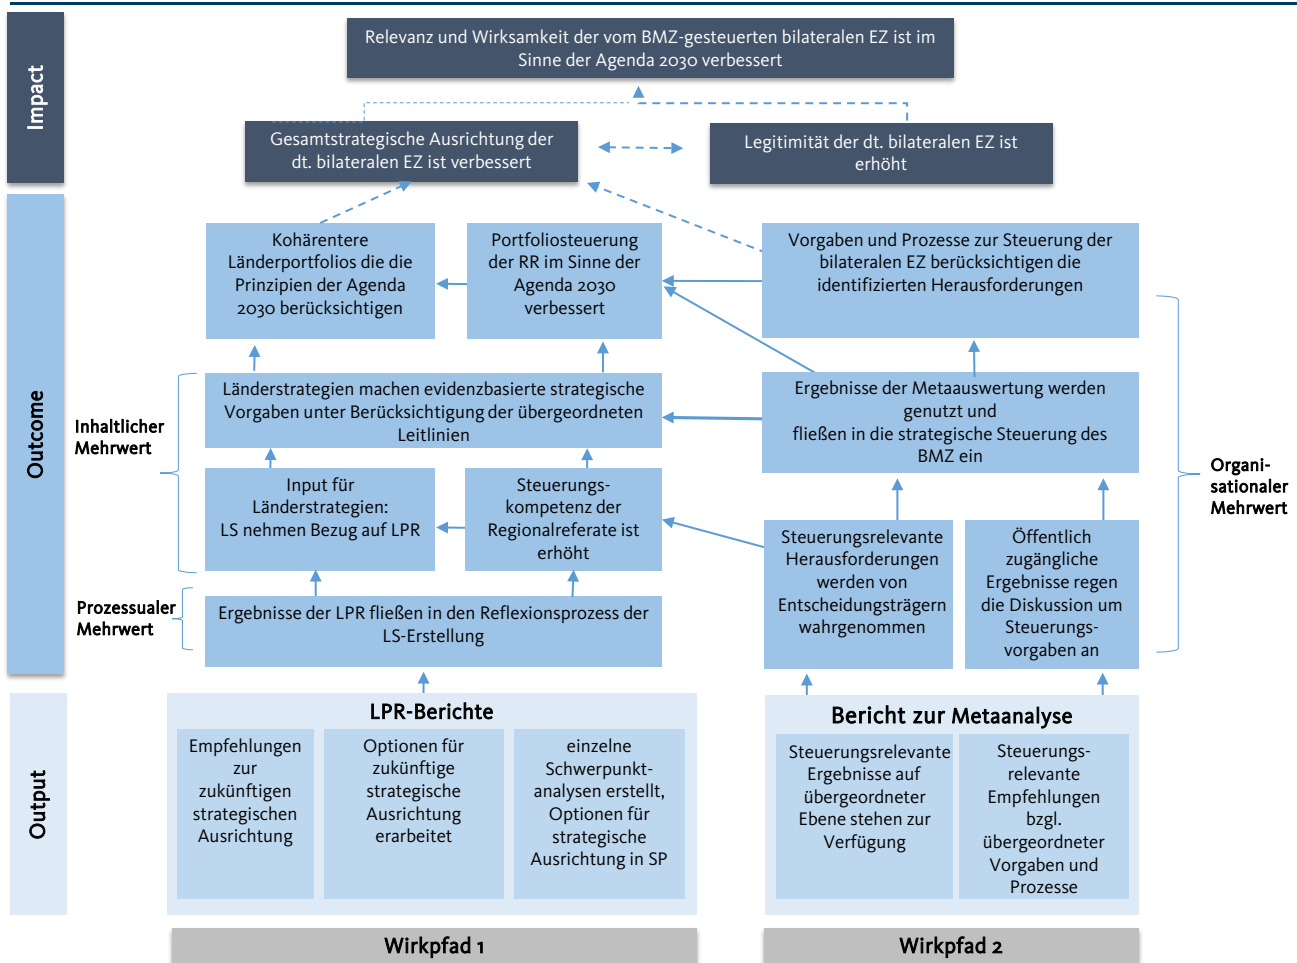 Impact
Relevanz und Wirksamkeit der vom BMZ-gesteuerten bilateralen EZ ist im
Sinne der Agenda 2030 verbessert
Gesamtstrategische Ausrichtung der
dt. bilateralen EZ ist verbessert
Legitimität der dt. bilateralen EZ ist
erhöht
Outcome
Kohärentere
Länderportfolios die die
Prinzipien der Agenda
2030 berücksichtigen
Portfoliosteuerung
der RR im Sinne der
Agenda 2030
verbessert
Vorgaben und Prozesse zur Steuerung der
bilateralen EZ berücksichtigen die
identifizierten Herausforderungen
Inhaltlicher
Mehrwert
Länderstrategien machen evidenzbasierte strategische
Vorgaben unter Berücksichtigung der übergeordneten
Leitlinien
Ergebnisse der Metaauswertung werden
genutzt und
fließen in die strategische Steuerung des
BMZ ein
Input für
Länderstrategien:
LS nehmen Bezug auf LPR
Steuerungs-
kompetenz der
Regionalreferate ist
erhöht
Steuerungsrelevante
Herausforderungen
werden von
Entscheidungsträgern
wahrgenommen
Öffentlich
zugängliche
Ergebnisse regen
die Diskussion um
Steuerungs-
vorgaben an
Organi-
sationaler
Mehrwert
Prozessualer
Mehrwert
Ergebnisse der LPR fließen in den Reflexionsprozess der
LS-Erstellung
Output
LPR-Berichte
Empfehlungen
zur
zukünftigen
strategischen
Ausrichtung
Optionen für
zukünftige
strategische
Ausrichtung
erarbeitet
einzelne
Schwerpunkt-
analysen erstellt,
Optionen für
strategische
Ausrichtung in SP
Bericht zur Metaanalyse
Steuerungsrelevante
Ergebnisse auf
übergeordneter
Ebene stehen zur
Verfügung
Steuerungs-
relevante
Empfehlungen
bzgl.
übergeordneter
Vorgaben und
Prozesse
Wirkpfad 1
Wirkpfad 2